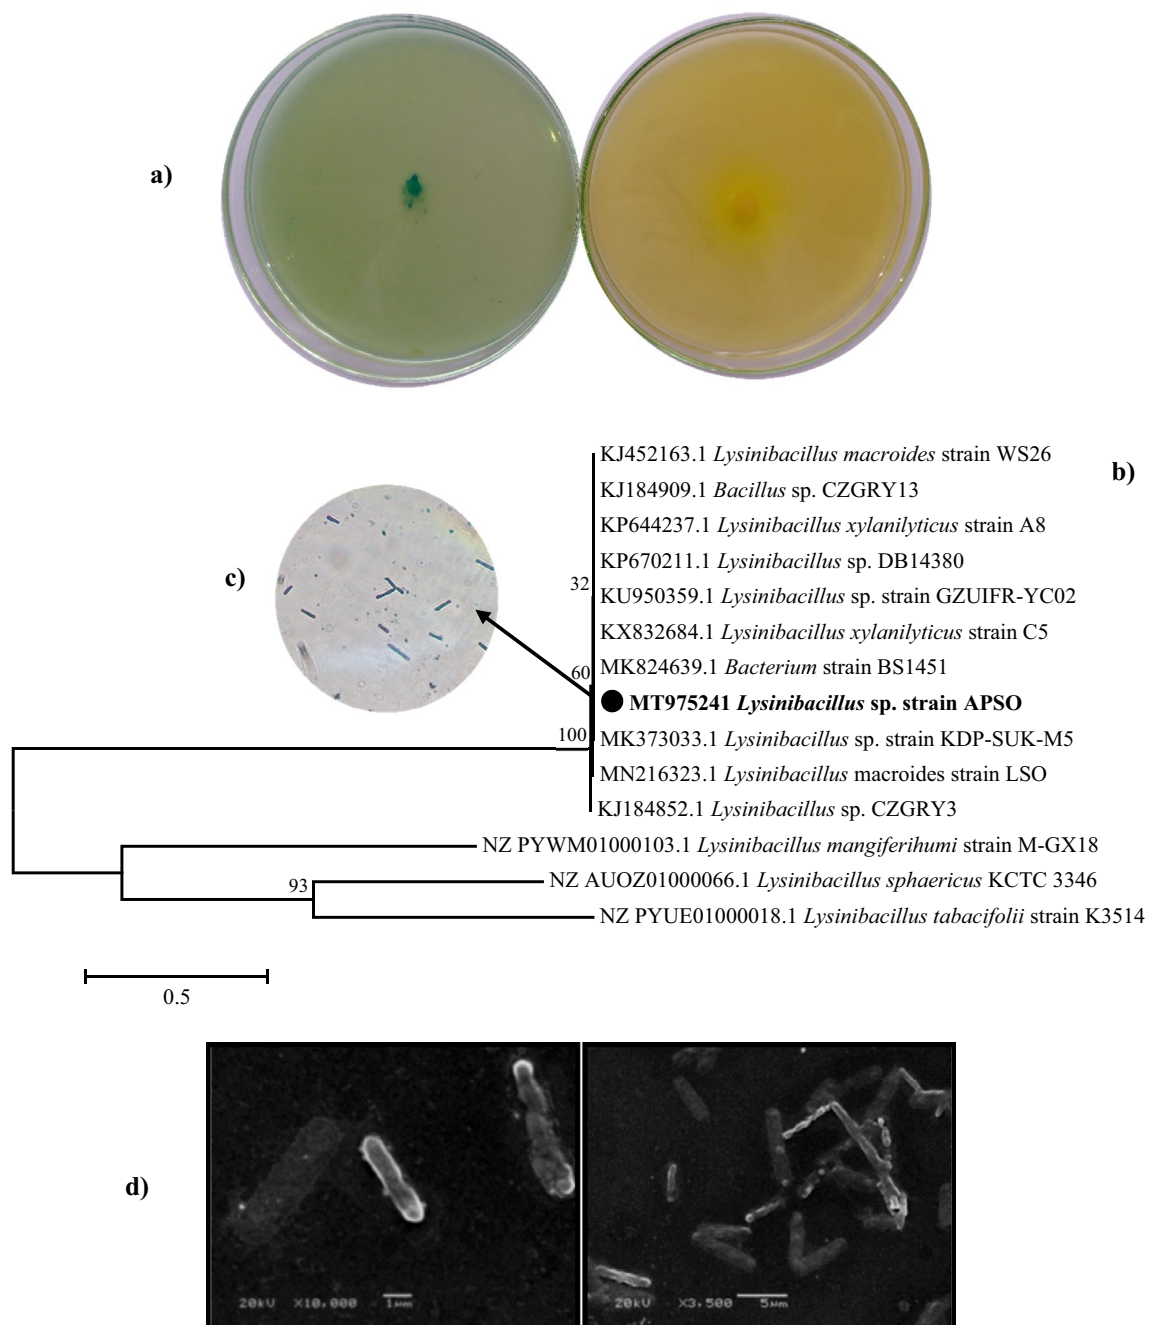 a)
b)
KJ452163.1 Lysinibacillus macroides strain WS26
KJ184909.1 Bacillus sp. CZGRY13
KP644237.1 Lysinibacillus xylanilyticus strain A8
KP670211.1 Lysinibacillus sp. DB14380
c)
32
KU950359.1 Lysinibacillus sp. strain GZUIFR-YC02
KX832684.1 Lysinibacillus xylanilyticus strain C5
60
MK824639.1 Bacterium strain BS1451
MT975241 Lysinibacillus sp. strain APSO
100
MK373033.1 Lysinibacillus sp. strain KDP-SUK-M5
MN216323.1 Lysinibacillus macroides strain LSO
KJ184852.1 Lysinibacillus sp. CZGRY3
NZ PYWM01000103.1 Lysinibacillus mangiferihumi strain M-GX18
93
NZ AUOZ01000066.1 Lysinibacillus sphaericus KCTC 3346
NZ PYUE01000018.1 Lysinibacillus tabacifolii strain K3514
0.5
d)
20kU X10,000 1µm
20kU X3,500 5µm